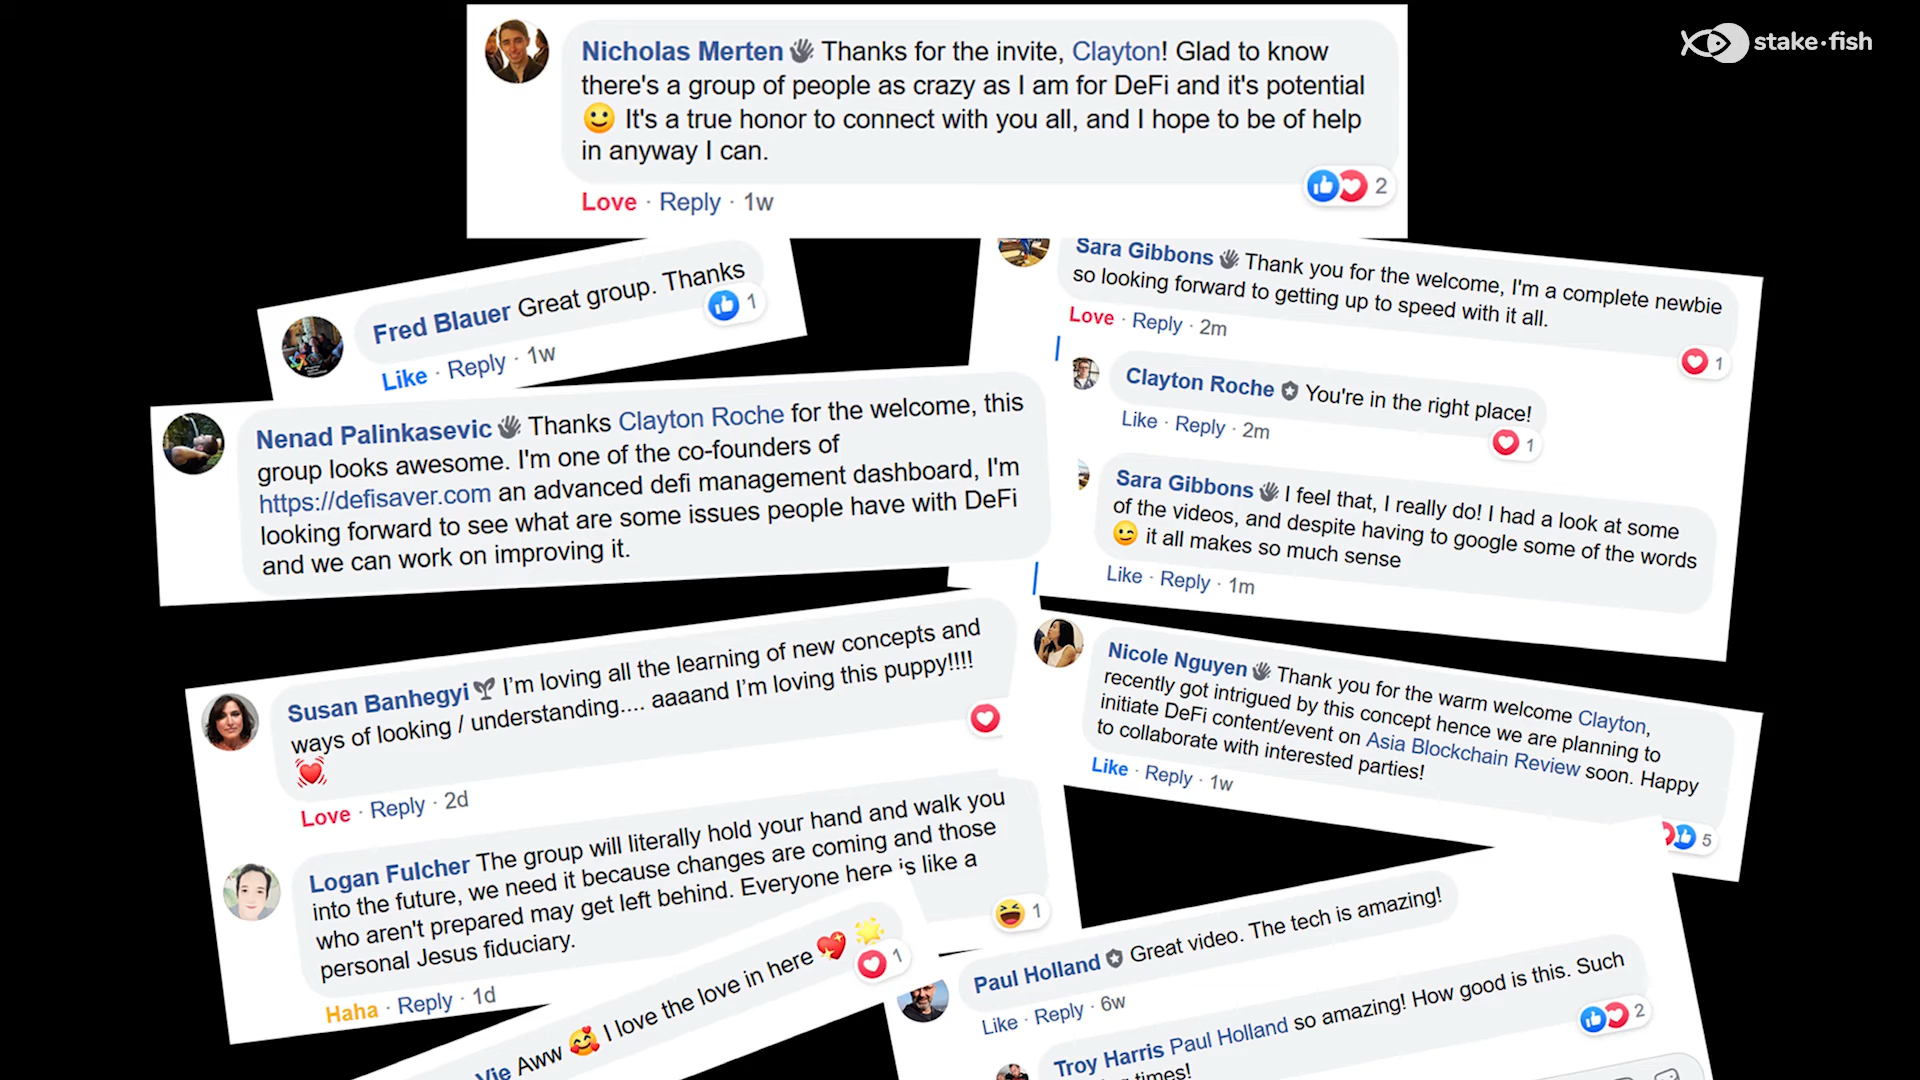 stake·fish
Nicholas Merten 👋 Thanks for the invite, Clayton! Glad to know
there's a group of people as crazy as I am for DeFi and it's potential
🙂 It's a true honor to connect with you all, and I hope to be of help
in anyway I can.
Love · Reply · 1w
2
Fred Blauer Great group. Thanks
1
Like · Reply · 1w
Sara Gibbons 👋 Thank you for the welcome, I'm a complete newbie
so looking forward to getting up to speed with it all.
Love · Reply · 2m
1
Clayton Roche You're in the right place!
Like · Reply · 2m
1
Sara Gibbons 👋 I feel that, I really do! I had a look at some
of the videos, and despite having to google some of the words
😉 it all makes so much sense
Like · Reply · 1m
Nenad Palinkasevic 👋 Thanks Clayton Roche for the welcome, this
group looks awesome. I'm one of the co-founders of
https://defisaver.com an advanced defi management dashboard, I'm
looking forward to see what are some issues people have with DeFi
and we can work on improving it.
Susan Banhegyi I'm loving all the learning of new concepts and
ways of looking / understanding.... aaaand I'm loving this puppy!!!!
💓
Love · Reply · 2d
Nicole Nguyen 👋 Thank you for the warm welcome Clayton,
recently got intrigued by this concept hence we are planning to
initiate DeFi content/event on Asia Blockchain Review soon. Happy
to collaborate with interested parties!
Like · Reply · 1w
5
Logan Fulcher The group will literally hold your hand and walk you
into the future, we need it because changes are coming and those
who aren't prepared may get left behind. Everyone here is like a
personal Jesus fiduciary.
1
Haha · Reply · 1d
Vie Aww 🥰 I love the love in here 💖 🌟
1
Paul Holland Great video. The tech is amazing!
Like · Reply · 6w
Troy Harris Paul Holland so amazing! How good is this. Such
times!
2